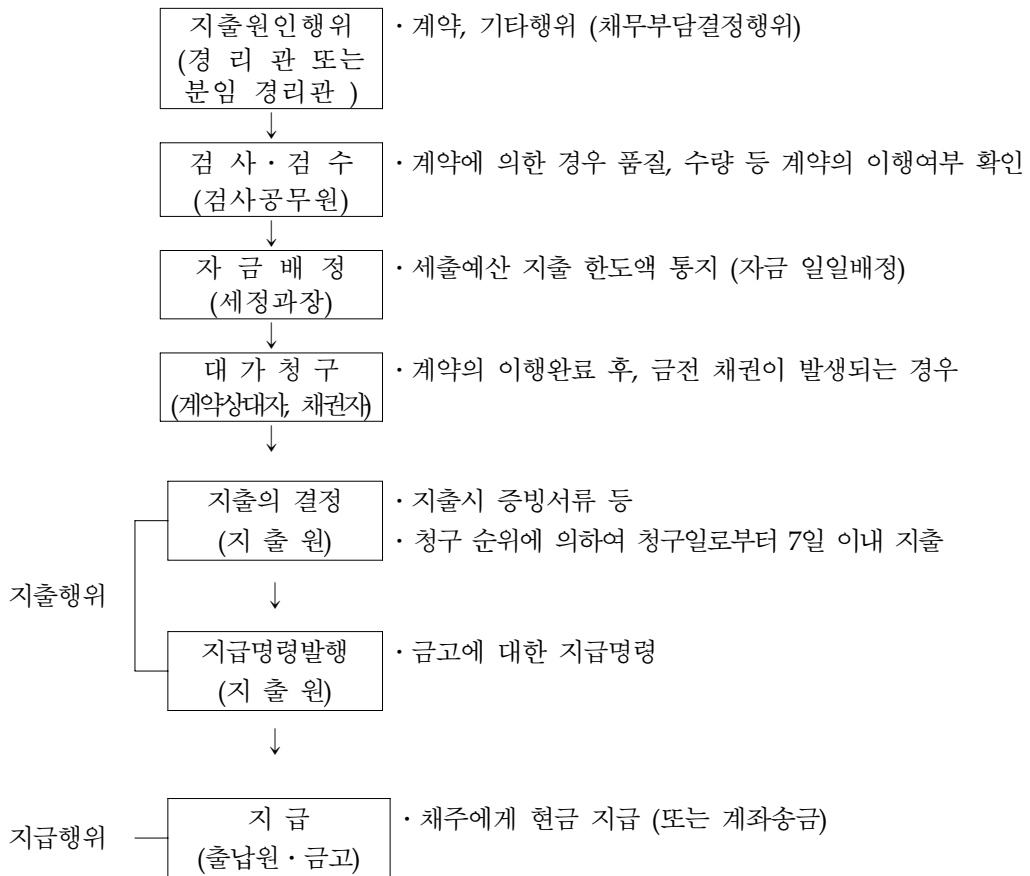 지출원인행위 · 계약, 기타행위 (채무부담결정행위)
(경 리 관 또는
분임 경리관 )
↓
검 사 · 검 수 · 계약에 의한 경우 품질, 수량 등 계약의 이행여부 확인
(검사공무원)
↓
자 금 배 정 · 세출예산 지출 한도액 통지 (자금 일일배정)
(세정과장)
↓
대 가 청 구 · 계약의 이행완료 후, 금전 채권이 발생되는 경우
(계약상대자, 채권자)
↓
지출의 결정 · 지출시 증빙서류 등
(지 출 원) · 청구 순위에 의하여 청구일로부터 7일 이내 지출
지출행위 ↓
지급명령발행 · 금고에 대한 지급명령
(지 출 원)
↓
지 급 · 채주에게 현금 지급 (또는 계좌송금)
지급행위
(출납원 · 금고)